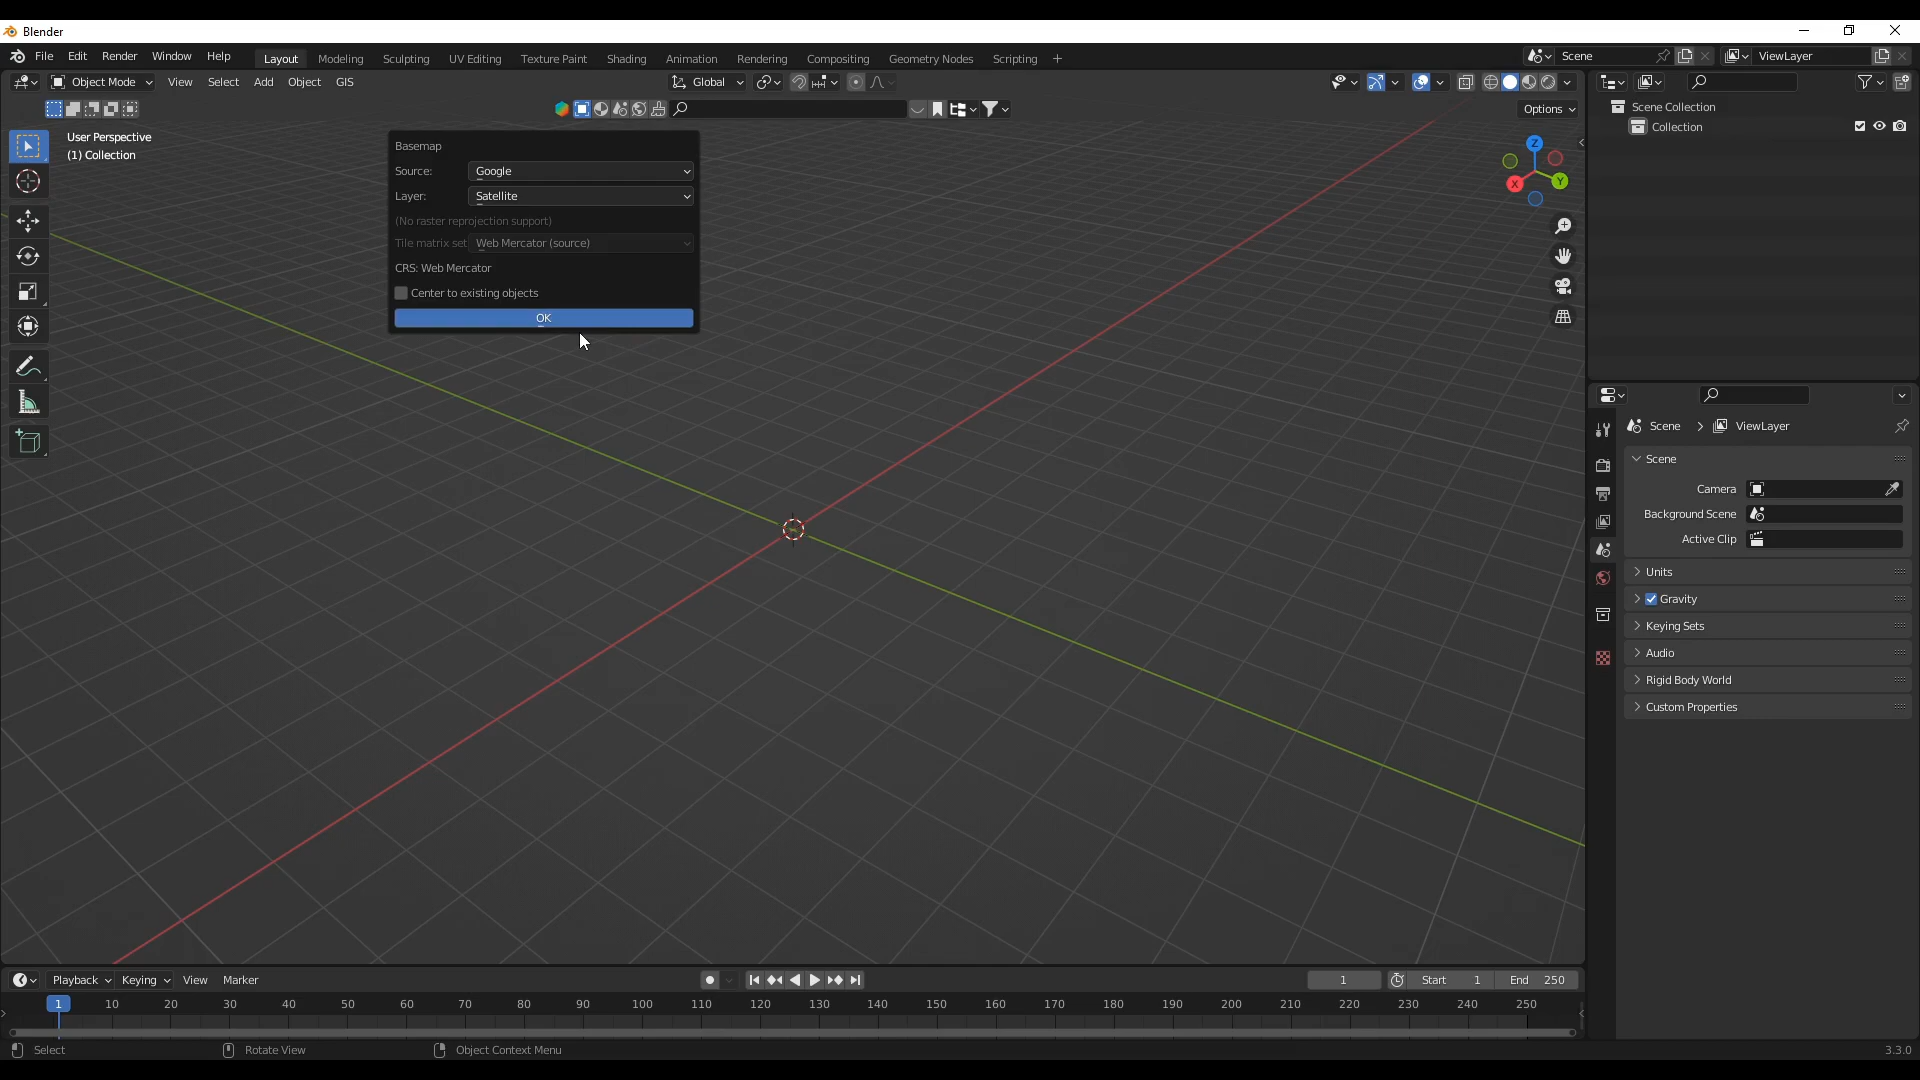 Blender
File Edit Render Window Help Layout Modeling Sculpting UV Editing Texture Paint Shading Animation Rendering Compositing Geometry Nodes Scripting + Scene ViewLayer
Object Mode View Select Add Object GIS Global
Options
User Perspective
(1) Collection
Basemap
Source: Google
Layer: Satellite
(No raster reprojection support)
Tile matrix set Web Mercator (source)
CRS: Web Mercator
Center to existing objects
OK
Z
X
Y
Scene Collection
Collection
Scene > ViewLayer
Scene
Camera
Background Scene
Active Clip
Units
Gravity
Keying Sets
Audio
Rigid Body World
Custom Properties
Playback Keying View Marker 1 Start 1 End 250
1 10 20 30 40 50 60 70 80 90 100 110 120 130 140 150 160 170 180 190 200 210 220 230 240 250
Select Rotate View Object Context Menu 3.3.0